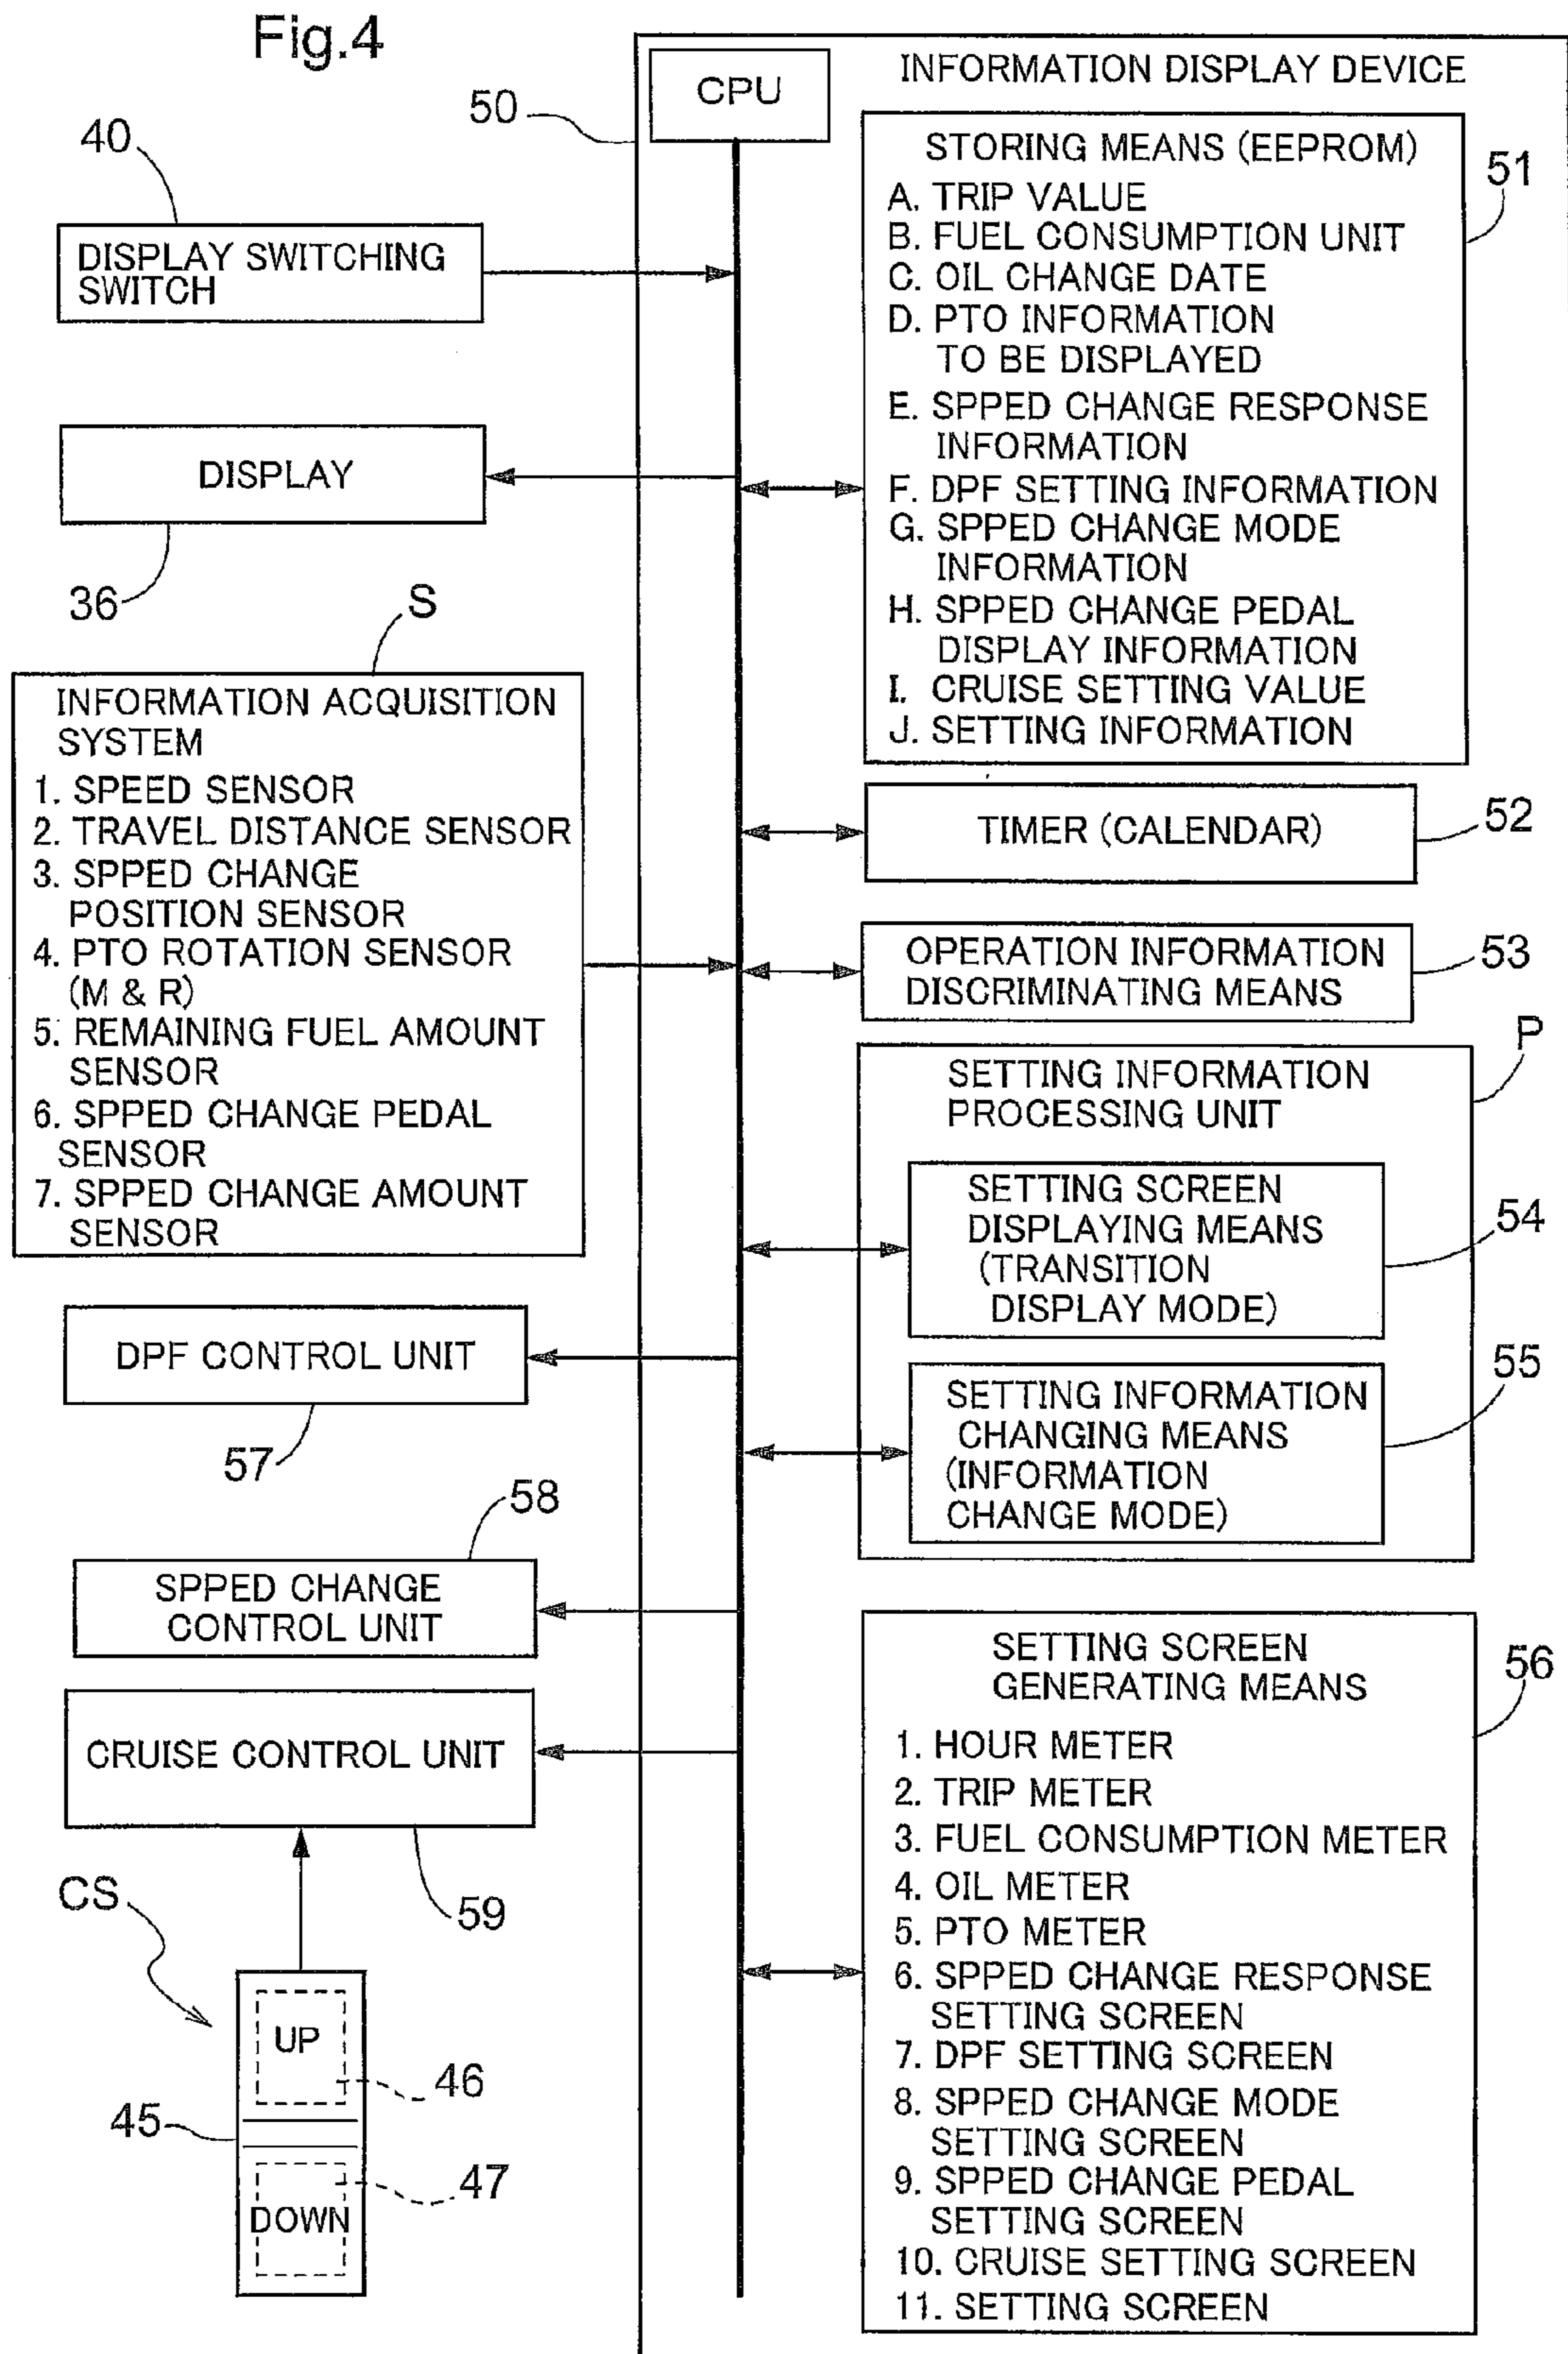 Fig.4
INFORMATION DISPLAY DEVICE
CPU
50
40
DISPLAY SWITCHING
SWITCH
DISPLAY
36
S
INFORMATION ACQUISITION
SYSTEM
1. SPEED SENSOR
2. TRAVEL DISTANCE SENSOR
3. SPPED CHANGE
POSITION SENSOR
4. PTO ROTATION SENSOR
(M & R)
5. REMAINING FUEL AMOUNT
SENSOR
6. SPPED CHANGE PEDAL
SENSOR
7. SPPED CHANGE AMOUNT
SENSOR
DPF CONTROL UNIT
57
58
SPPED CHANGE
CONTROL UNIT
CRUISE CONTROL UNIT
59
CS
UP
46
45
47
DOWN
STORING MEANS (EEPROM)
51
A. TRIP VALUE
B. FUEL CONSUMPTION UNIT
C. OIL CHANGE DATE
D. PTO INFORMATION
TO BE DISPLAYED
E. SPPED CHANGE RESPONSE
INFORMATION
F. DPF SETTING INFORMATION
G. SPPED CHANGE MODE
INFORMATION
H. SPPED CHANGE PEDAL
DISPLAY INFORMATION
I. CRUISE SETTING VALUE
J. SETTING INFORMATION
TIMER (CALENDAR)
52
OPERATION INFORMATION
DISCRIMINATING MEANS
53
P
SETTING INFORMATION
PROCESSING UNIT
SETTING SCREEN
DISPLAYING MEANS
(TRANSITION
DISPLAY MODE)
54
SETTING INFORMATION
CHANGING MEANS
(INFORMATION
CHANGE MODE)
55
SETTING SCREEN
GENERATING MEANS
56
1. HOUR METER
2. TRIP METER
3. FUEL CONSUMPTION METER
4. OIL METER
5. PTO METER
6. SPPED CHANGE RESPONSE
SETTING SCREEN
7. DPF SETTING SCREEN
8. SPPED CHANGE MODE
SETTING SCREEN
9. SPPED CHANGE PEDAL
SETTING SCREEN
10. CRUISE SETTING SCREEN
11. SETTING SCREEN